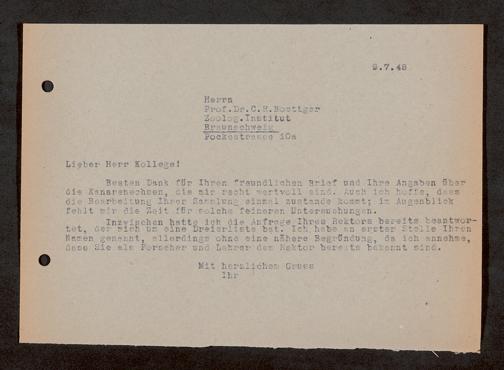 9.7.48
Herrn
Prof.Dr.C.R.Boettger
Zoolog.Institut
Braunschweig
Pockestrasse 10a
Lieber Herr Kollege!
Besten Dank für Ihren freundlichen Brief und Ihre Angaben über
die Kanarenechsen, die mir recht wertvoll sind. Auch ich hoffe, dass
die Bearbeitung Ihrer Sammlung einmal zustande kommt; im Augenblick
fehlt mir die Zeit für solche feineren Untersuchungen.
Inzwischen hatte ich die Anfrage Ihres Rektors bereits beantwor-
tet, der mich um eine Dreierliste bat. Ich habe an erster Stelle Ihren
Namen genannt, allerdings ohne eine nähere Begründung, da ich annehme,
dass Sie als Forscher und Lehrer dem Rektor bereits bekannt sind.
Mit herzlichem Gruss
Ihr